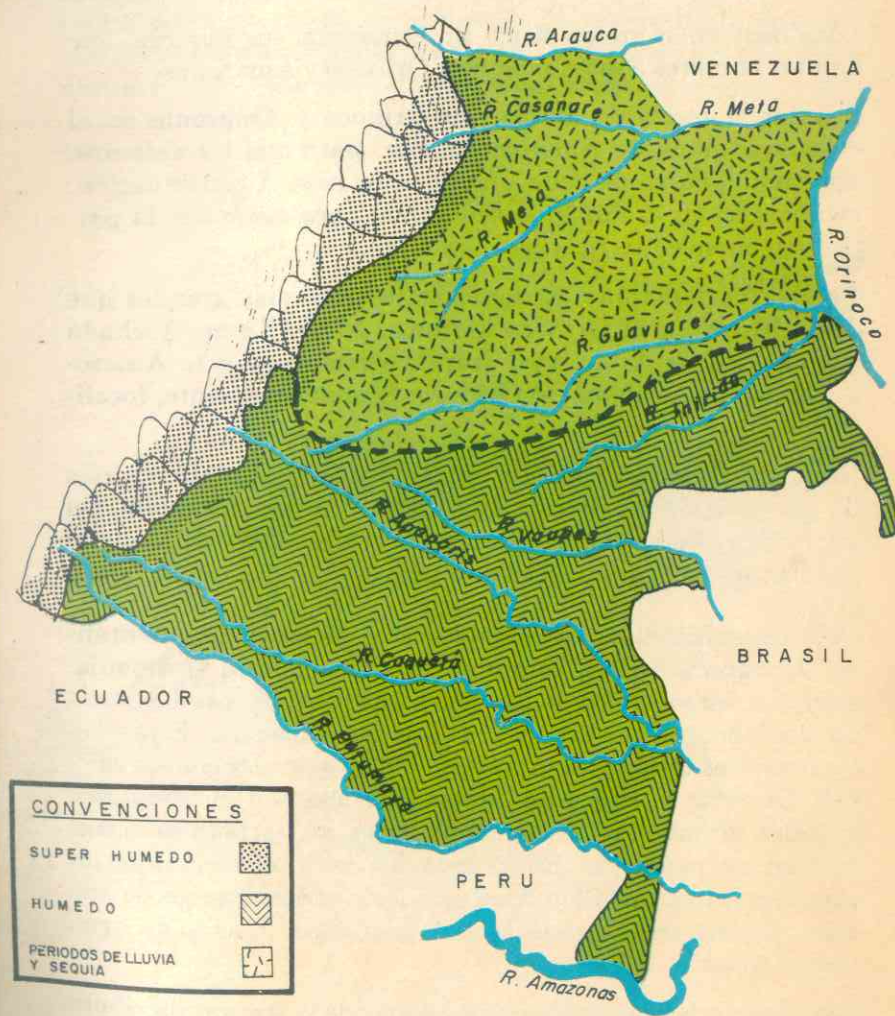 R. Arauca
VENEZUELA
R. Casanare
R. Meta
R. Meta
R. Orinoco
R. Guaviare
R. Inirida
R. Vaupes
R. Apaporis
R. Caquetá
BRASIL
ECUADOR
R. Putumayo
CONVENCIONES
SUPER HUMEDO
HUMEDO
PERIODOS DE LLUVIA
Y SEQUIA
PERU
R. Amazonas